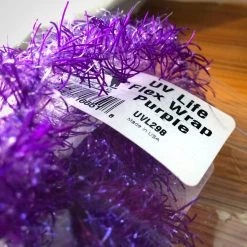 UV Life
Flex Wrap
Purple
UVL298
Made in USA